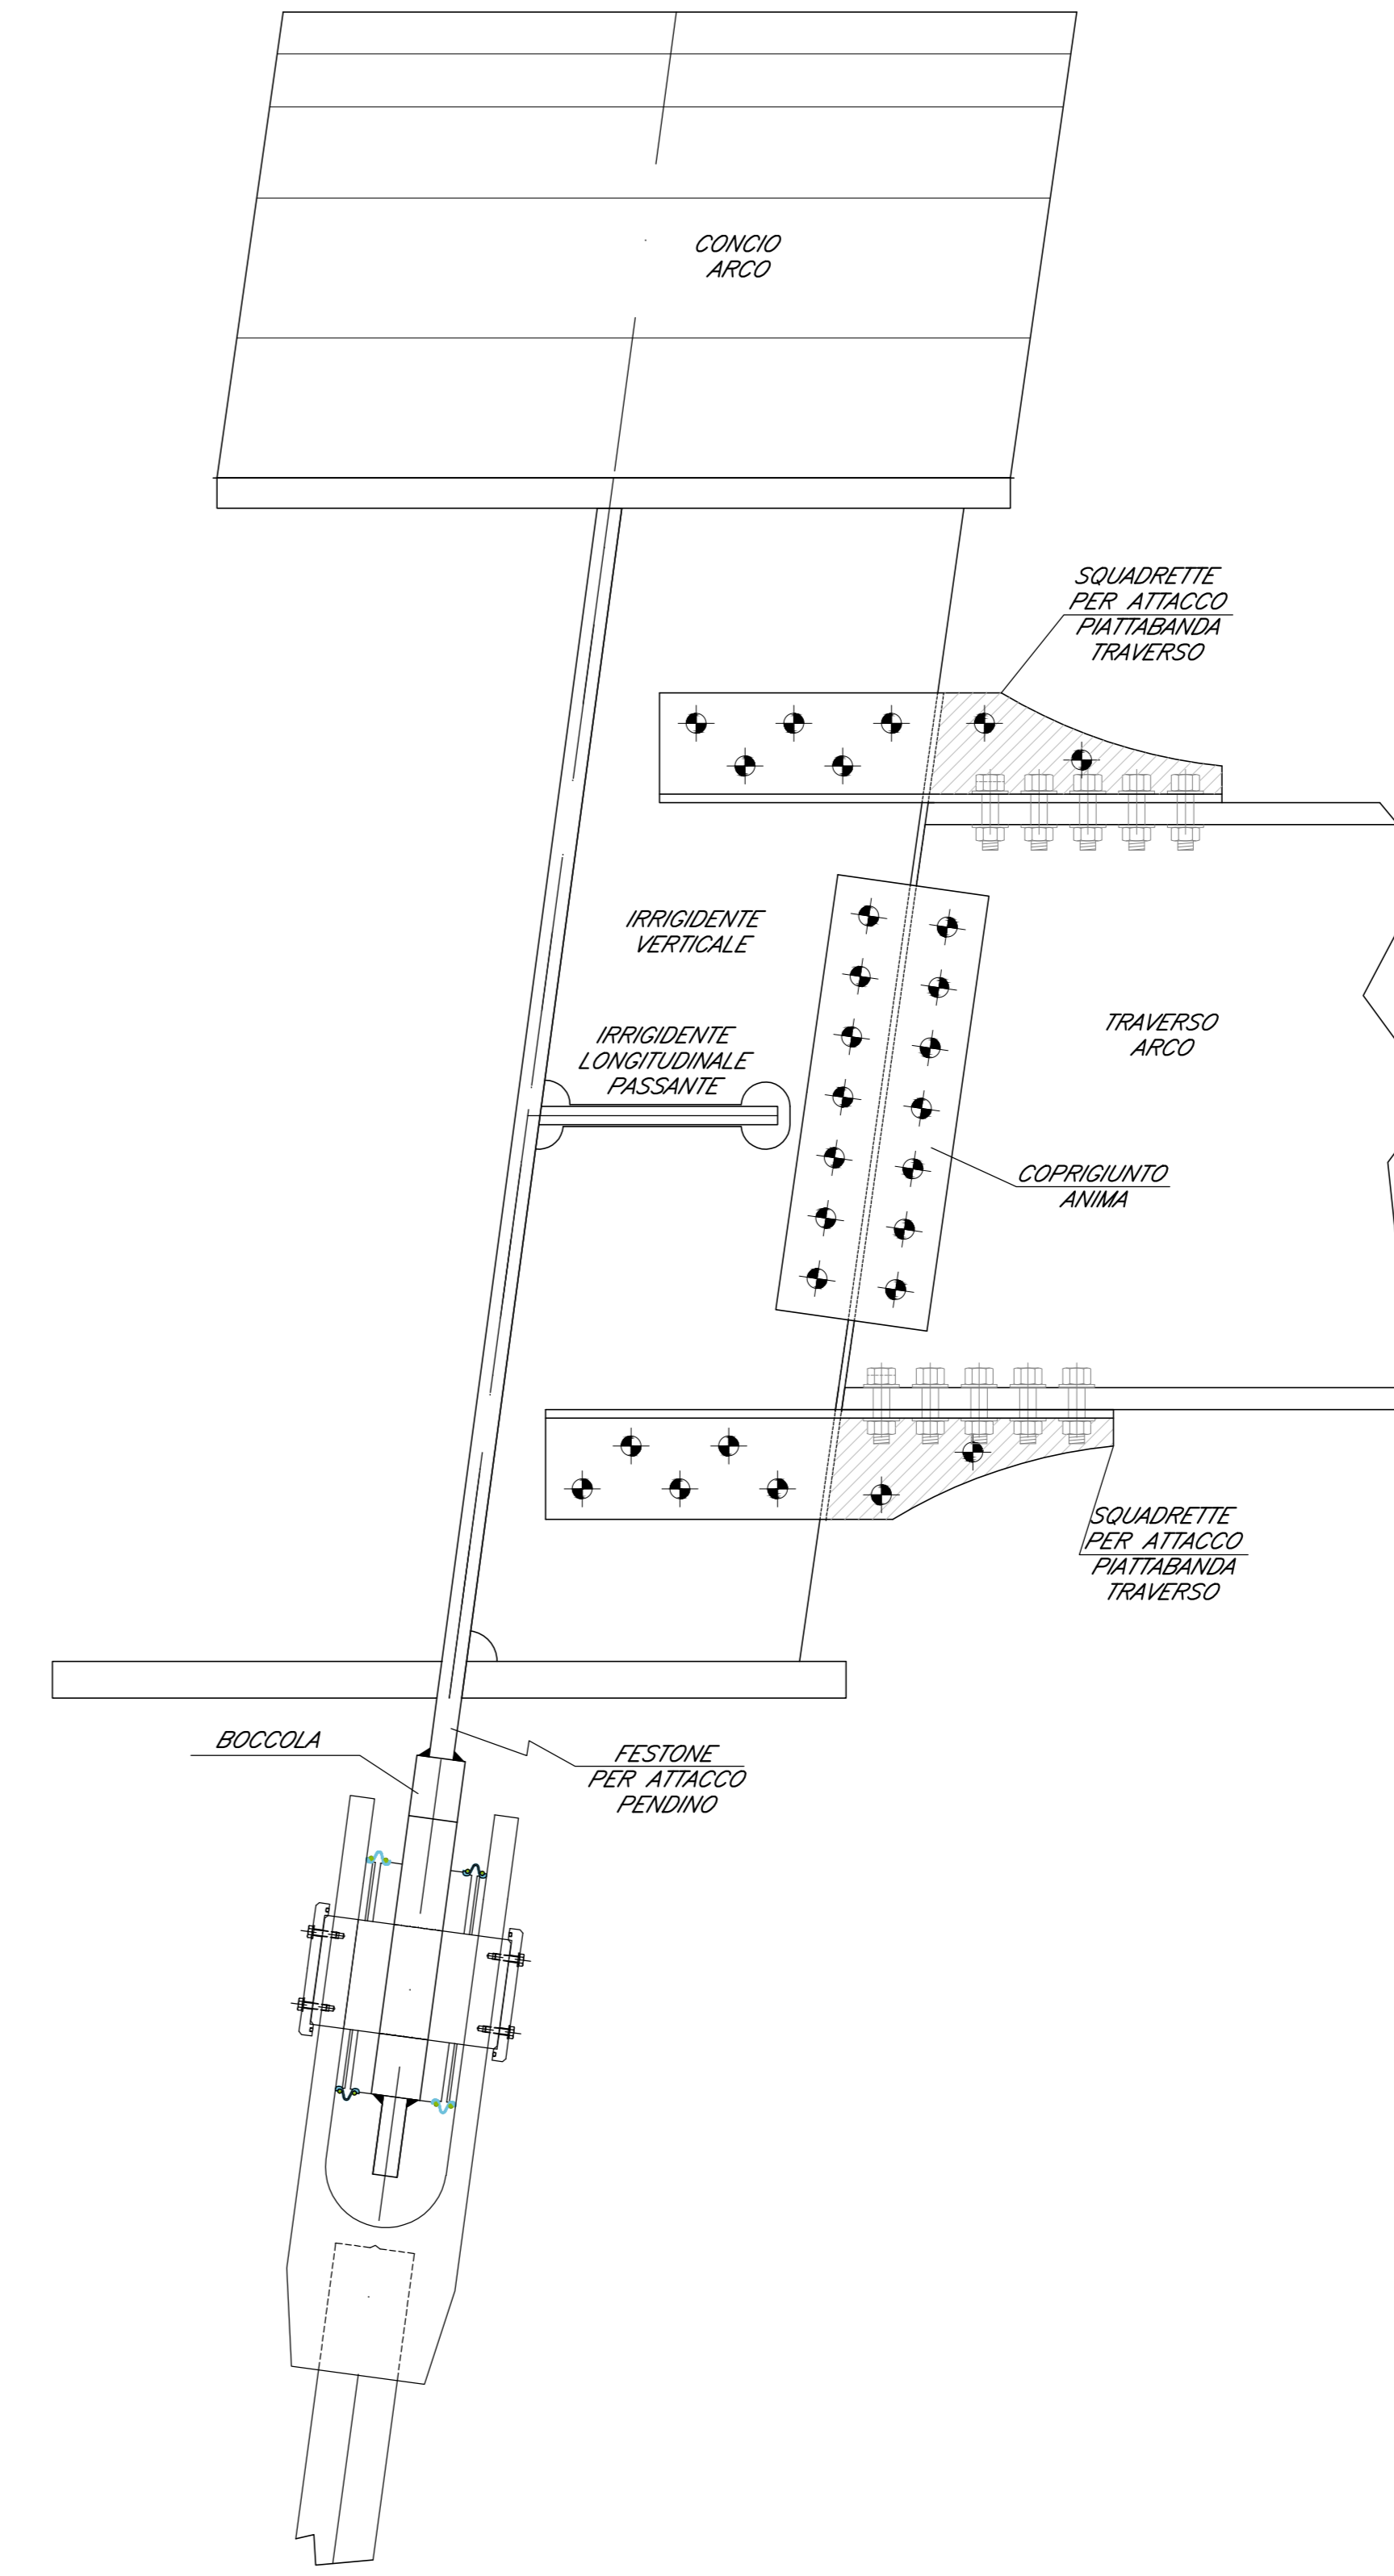 CONCIO
ARCO
SQUADRETTE
PER ATTACCO
PIATTABANDA
TRAVERSO
IRRIGIDENTE
VERTICALE
IRRIGIDENTE
LONGITUDINALE
PASSANTE
TRAVERSO
ARCO
COPRIGIUNTO
ANIMA
SQUADRETTE
PER ATTACCO
PIATTABANDA
TRAVERSO
BOCCOLA
FESTONE
PER ATTACCO
PENDINO